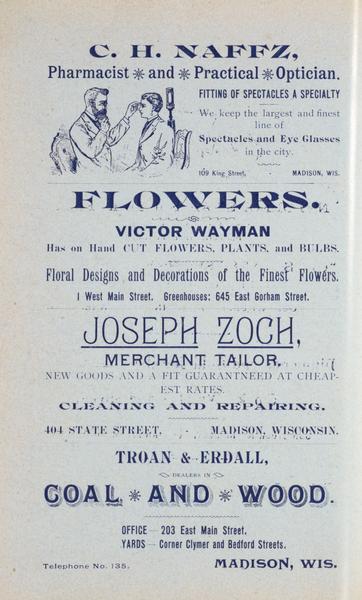 C. H. NAFFZ,
Pharmacist ✳ and ✳ Practical ✳ Optician.
FITTING OF SPECTACLES A SPECIALTY
We keep the largest and finest
line of
Spectacles and Eye Glasses
in the city.
109 King Street, MADISON, WIS.
FLOWERS.
VICTOR WAYMAN
Has on Hand CUT FLOWERS, PLANTS, and BULBS.
Floral Designs and Decorations of the Finest Flowers.
1 West Main Street. Greenhouses: 645 East Gorham Street.
JOSEPH ZOCH,
MERCHANT TAILOR,
NEW GOODS AND A FIT GUARANTNEED AT CHEAP-
EST RATES.
CLEANING AND REPAIRING.
404 STATE STREET, - MADISON, WISCONSIN.
TROAN & ERDALL,
DEALERS IN
COAL ✳ AND ✳ WOOD.
OFFICE — 203 East Main Street.
YARDS — Corner Clymer and Bedford Streets.
Telephone No. 135. MADISON, WIS.